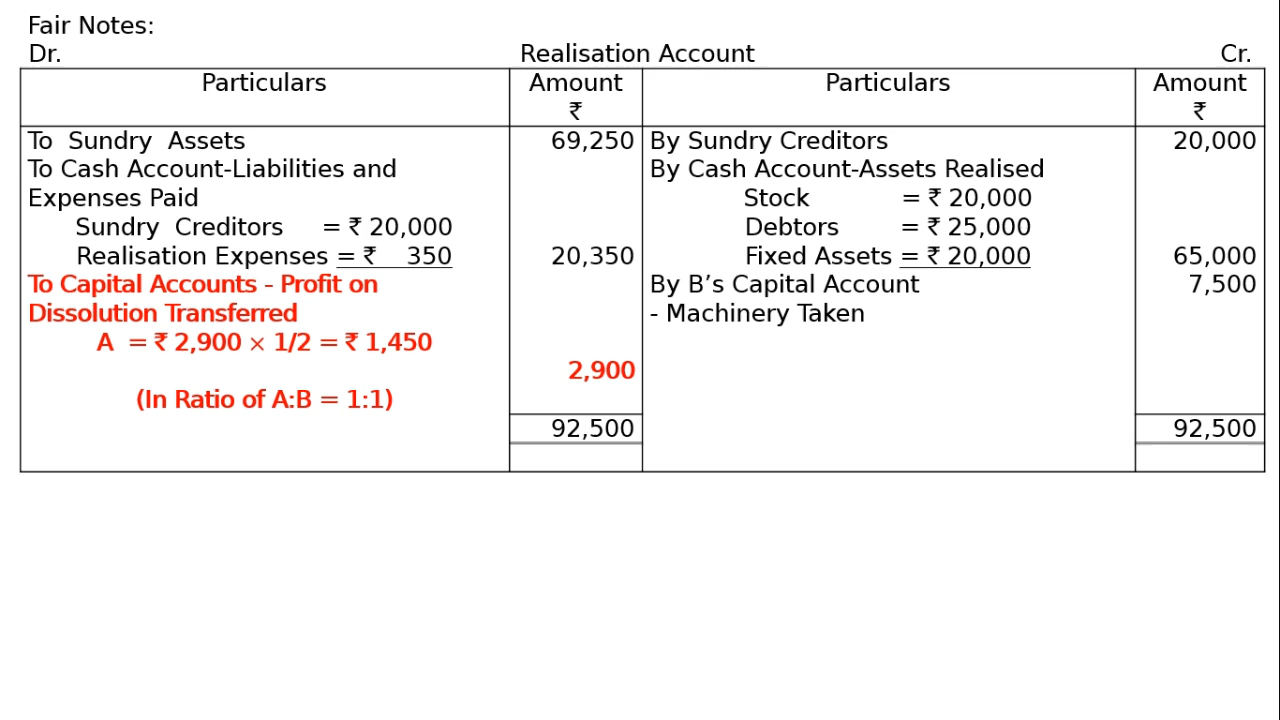 Fair Notes:
Dr. Realisation Account Cr.
Particulars Amount Particulars Amount
₹ ₹
To Sundry Assets 69,250 By Sundry Creditors 20,000
To Cash Account-Liabilities and By Cash Account-Assets Realised
Expenses Paid Stock = ₹ 20,000
Sundry Creditors = ₹ 20,000 Debtors = ₹ 25,000
Realisation Expenses = ₹ 350 20,350 Fixed Assets = ₹ 20,000 65,000
To Capital Accounts - Profit on By B’s Capital Account 7,500
Dissolution Transferred - Machinery Taken
A = ₹ 2,900 × 1/2 = ₹ 1,450
2,900
(In Ratio of A:B = 1:1)
92,500 92,500